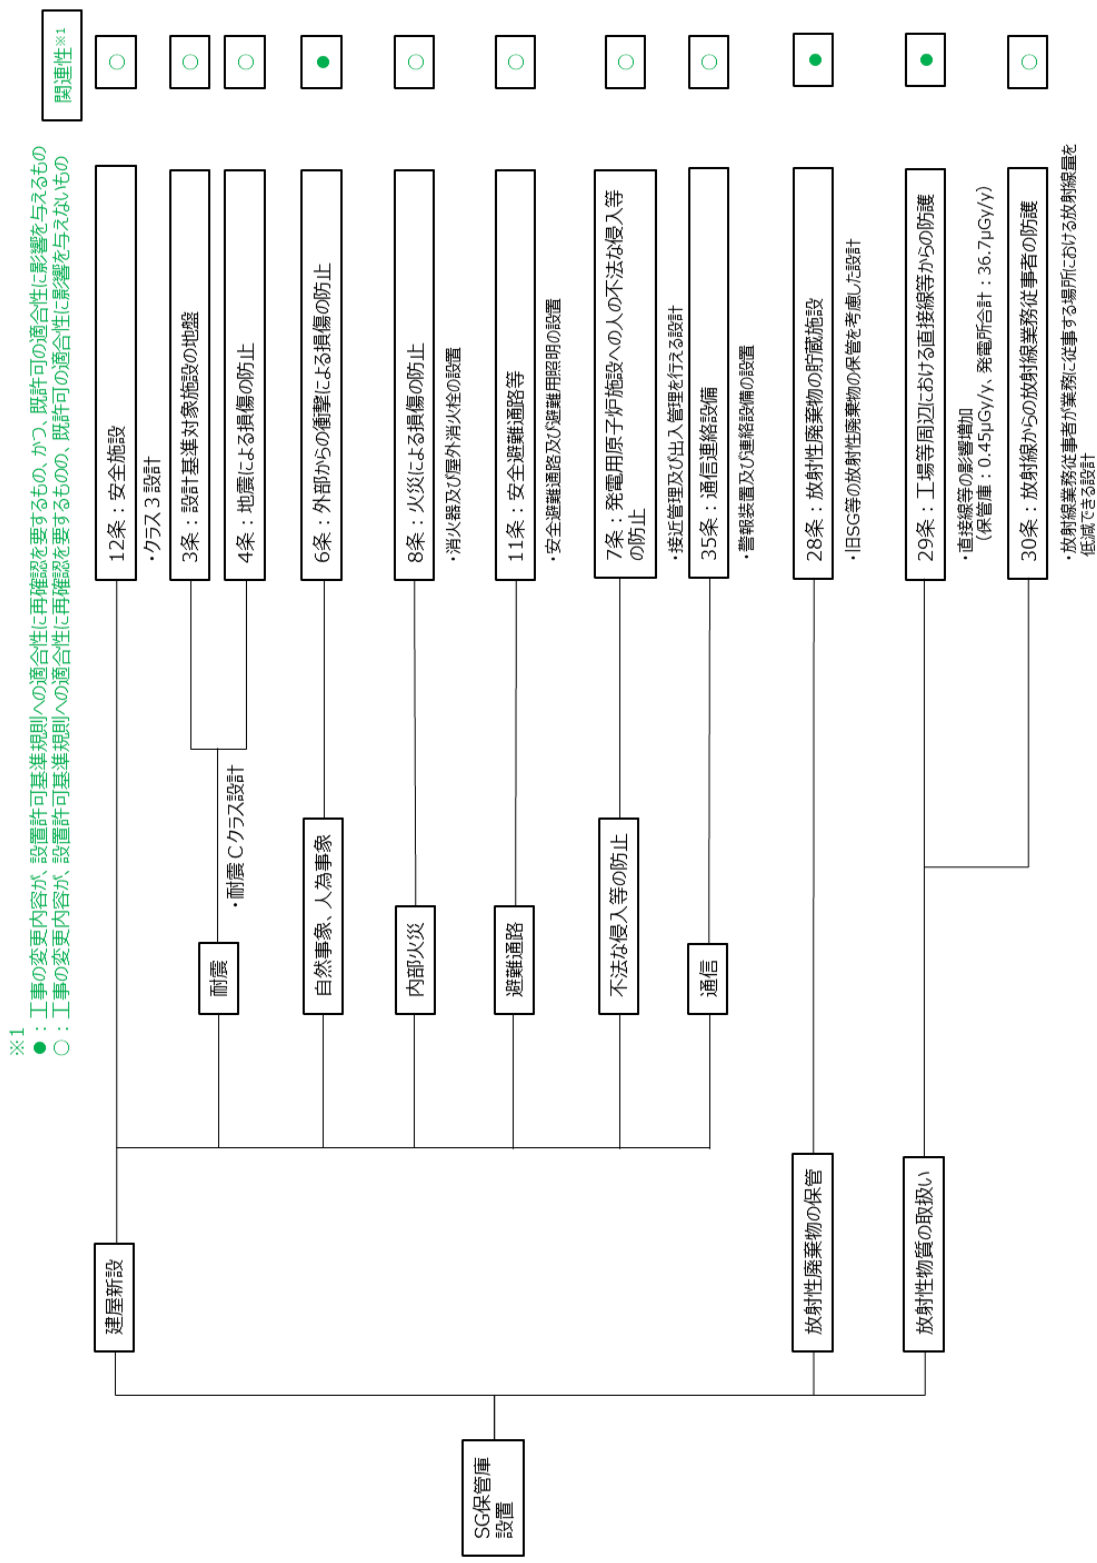 ※1
●：工事の変更内容が、設置許可基準規則への適合性に再確認を要するもの、かつ、既許可の適合性に影響を与えるもの
○：工事の変更内容が、設置許可基準規則への適合性に再確認を要するものの、既許可の適合性に影響を与えないもの
関連性※1
SG保管庫
設置
建屋新設
12条：安全施設
○
・クラス３設計
耐震
・耐震Ｃクラス設計
3条：設計基準対象施設の地盤
○
4条：地震による損傷の防止
○
自然事象、人為事象
6条：外部からの衝撃による損傷の防止
●
内部火災
8条：火災による損傷の防止
○
・消火器及び屋外消火栓の設置
避難通路
11条：安全避難通路等
○
・安全避難通路及び避難用照明の設置
不法な侵入等の防止
7条：発電用原子炉施設への人の不法な侵入等
の防止
○
・接近管理及び出入管理を行える設計
通信
35条：通信連絡設備
○
・警報装置及び連絡設備の設置
放射性廃棄物の保管
28条：放射性廃棄物の貯蔵施設
●
・旧SG等の放射性廃棄物の保管を考慮した設計
放射性物質の取扱い
29条：工場等周辺における直接線等からの防護
●
・直接線等の影響増加
(保管庫：0.45μGy/y、発電所合計：36.7μGy/y)
30条：放射線からの放射線業務従事者の防護
○
・放射線業務従事者が業務に従事する場所における放射線量を
低減できる設計